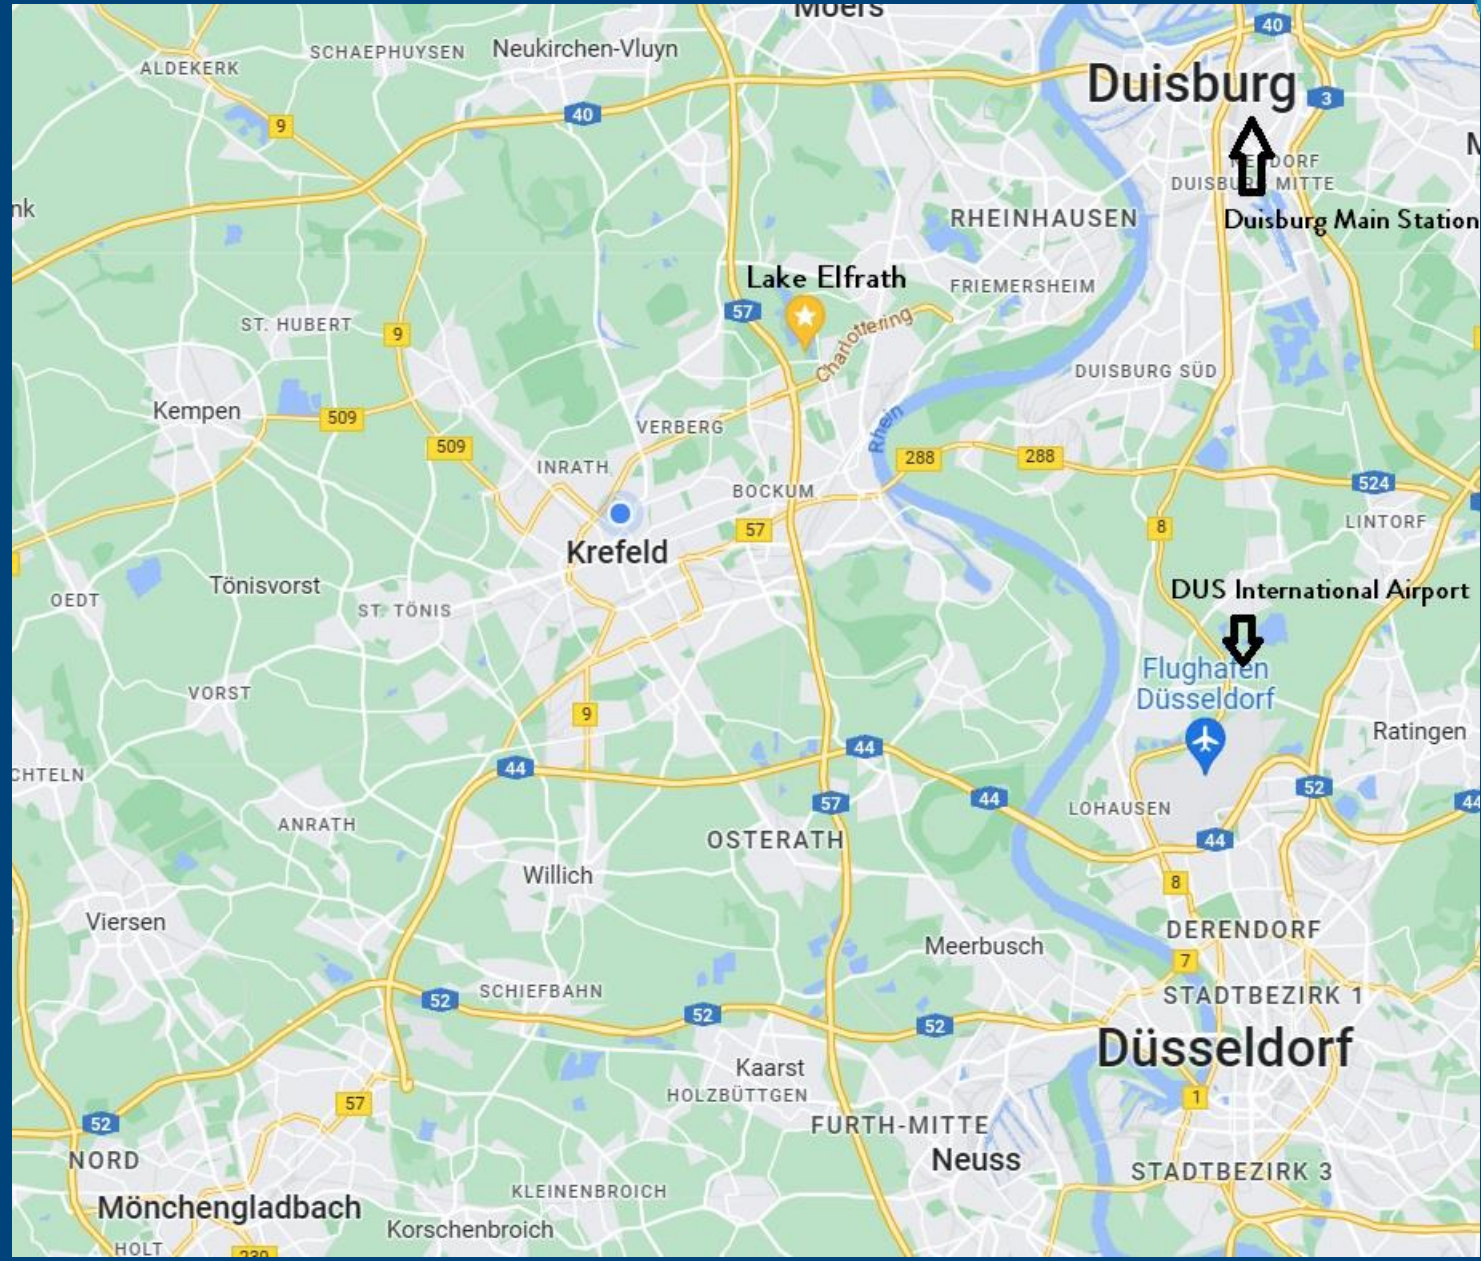 Moers
SCHAEPHUYSEN
Neukirchen-Vluyn
ALDEKERK
40
Duisburg
3
40
9
DUISBURG MITTE
nk
RHEINHAUSEN
Duisburg Main Station
Lake Elfrath
FRIEMERSHEIM
57
Charlottering
ST. HUBERT
9
DUISBURG SÜD
Kempen
509
VERBERG
Rhein
509
INRATH
288
288
BOCKUM
524
57
8
LINTORF
Krefeld
Tönisvorst
DUS International Airport
OEDT
ST. TÖNIS
Flughafen
Düsseldorf
VORST
9
Ratingen
44
44
CHTELN
57
44
52
44
LOHAUSEN
ANRATH
OSTERATH
44
Willich
8
Viersen
DERENDORF
Meerbusch
7
SCHIEFBAHN
STADTBEZIRK 1
52
52
52
Düsseldorf
Kaarst
HOLZBÜTTGEN
1
57
52
FURTH-MITTE
NORD
Neuss
STADTBEZIRK 3
KLEINENBROICH
Mönchengladbach
Korschenbroich
HOLT